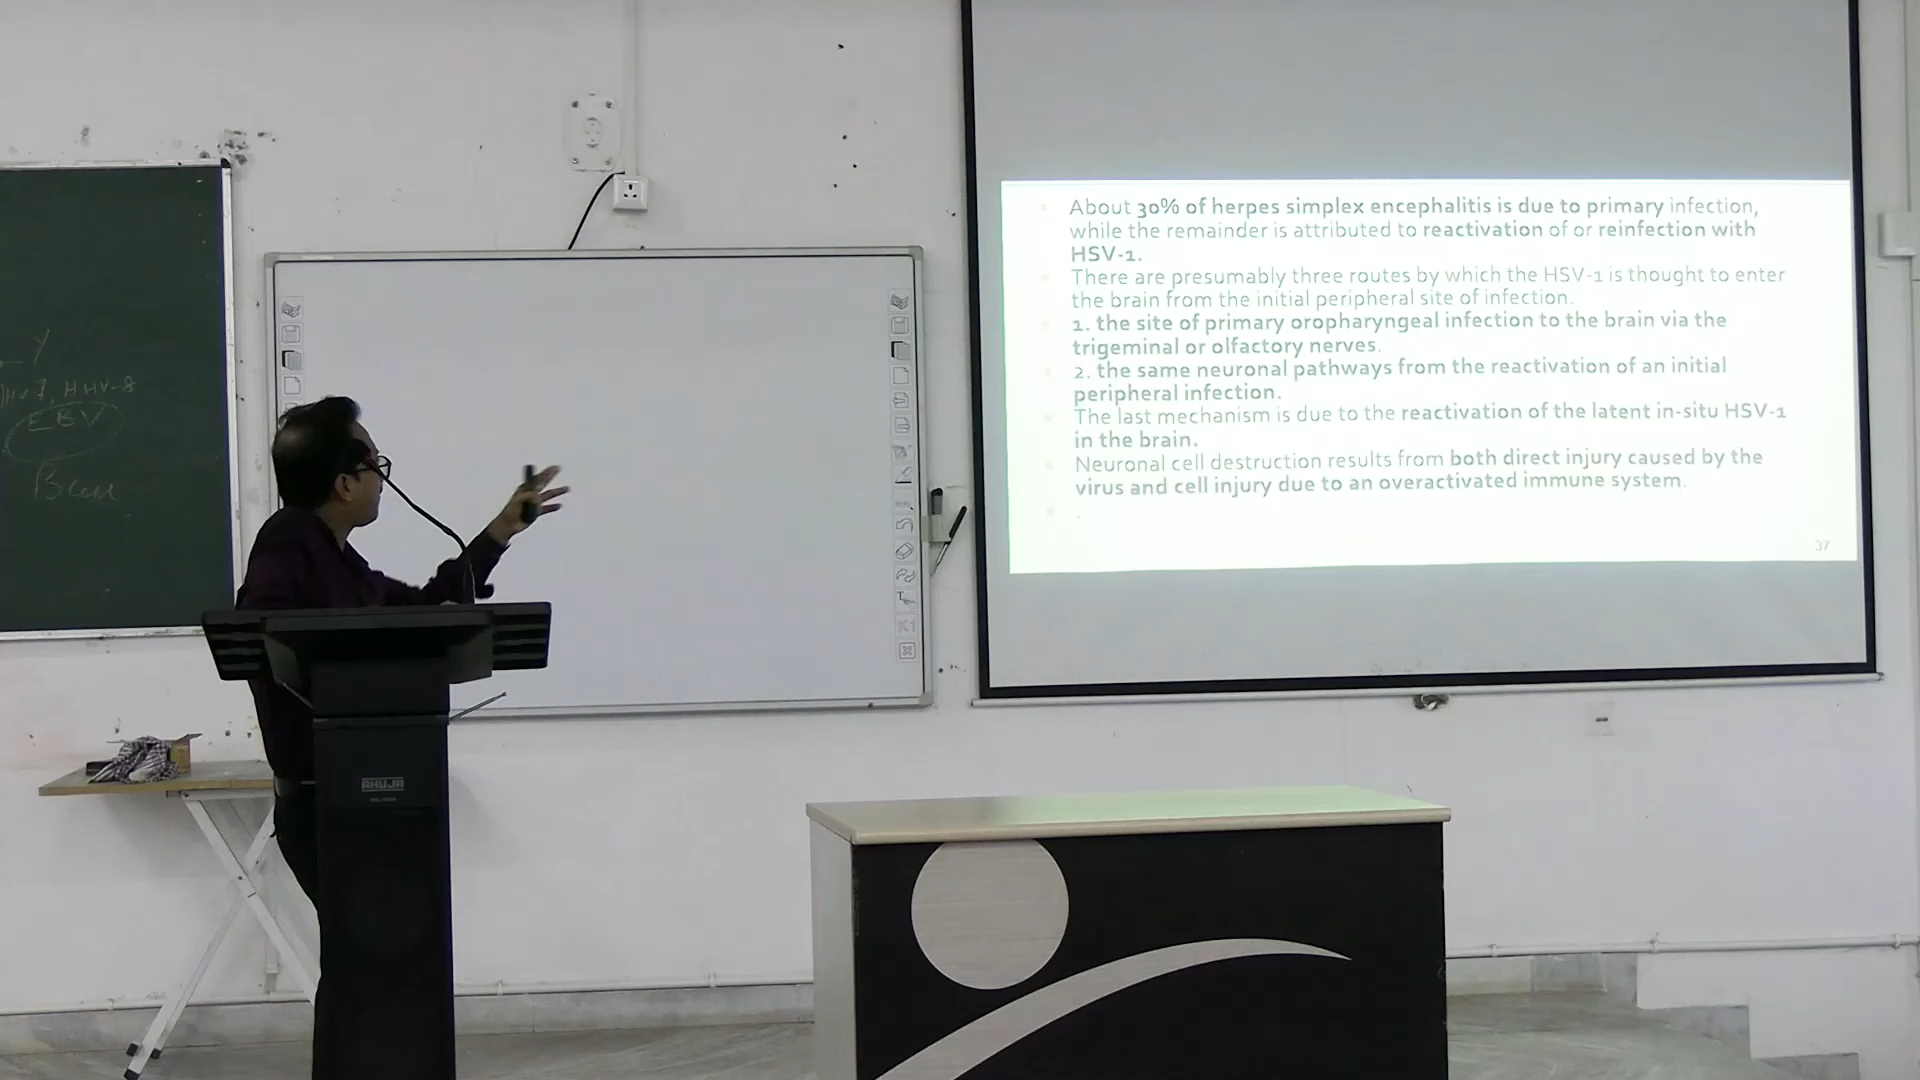 HHV-8
EBV
About 30% of herpes simplex encephalitis is due to primary infection,
while the remainder is attributed to reactivation of or reinfection with
HSV-1.
There are presumably three routes by which the HSV-1 is thought to enter
the brain from the initial peripheral site of infection.
1. the site of primary oropharyngeal infection to the brain via the
trigeminal or olfactory nerves.
2. the same neuronal pathways from the reactivation of an initial
peripheral infection.
The last mechanism is due to the reactivation of the latent in-situ HSV-1
in the brain.
Neuronal cell destruction results from both direct injury caused by the
virus and cell injury due to an overactivated immune system.
.
37
AHUJA